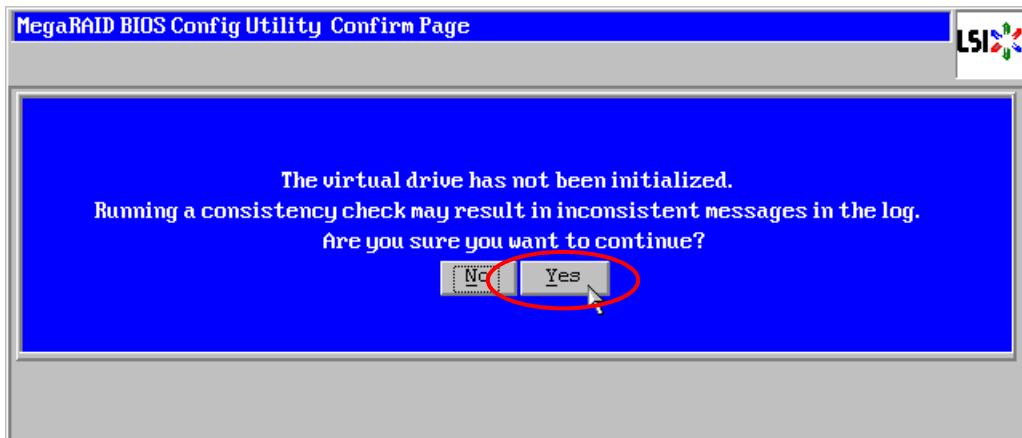 MegaRAID BIOS Config Utility Confirm Page
LSI
The virtual drive has not been initialized.
Running a consistency check may result in inconsistent messages in the log.
Are you sure you want to continue?
No Yes